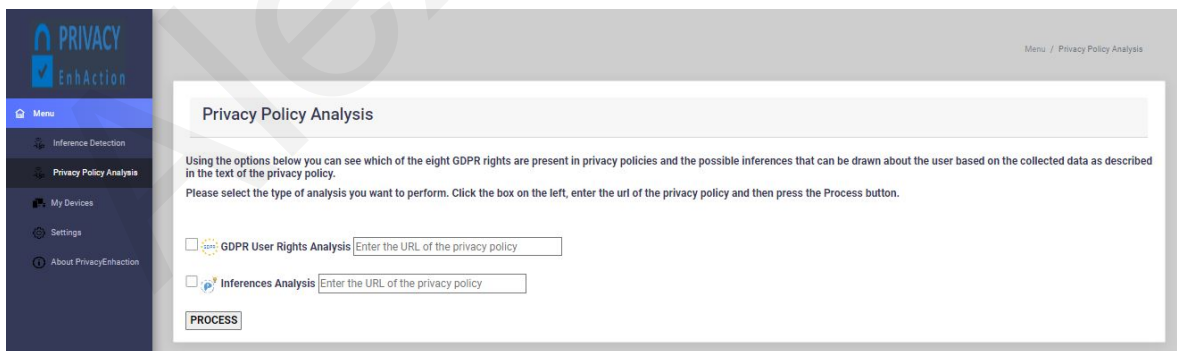 PRIVACY
EnhAction
Menu
Inference Detection
Privacy Policy Analysis
My Devices
Settings
About PrivacyEnhaction
Menu / Privacy Policy Analysis
Privacy Policy Analysis
Using the options below you can see which of the eight GDPR rights are present in privacy policies and the possible inferences that can be drawn about the user based on the collected data as described
in the text of the privacy policy.
Please select the type of analysis you want to perform. Click the box on the left, enter the url of the privacy policy and then press the Process button.
GDPR GDPR User Rights Analysis Enter the URL of the privacy policy
P Inferences Analysis Enter the URL of the privacy policy
PROCESS